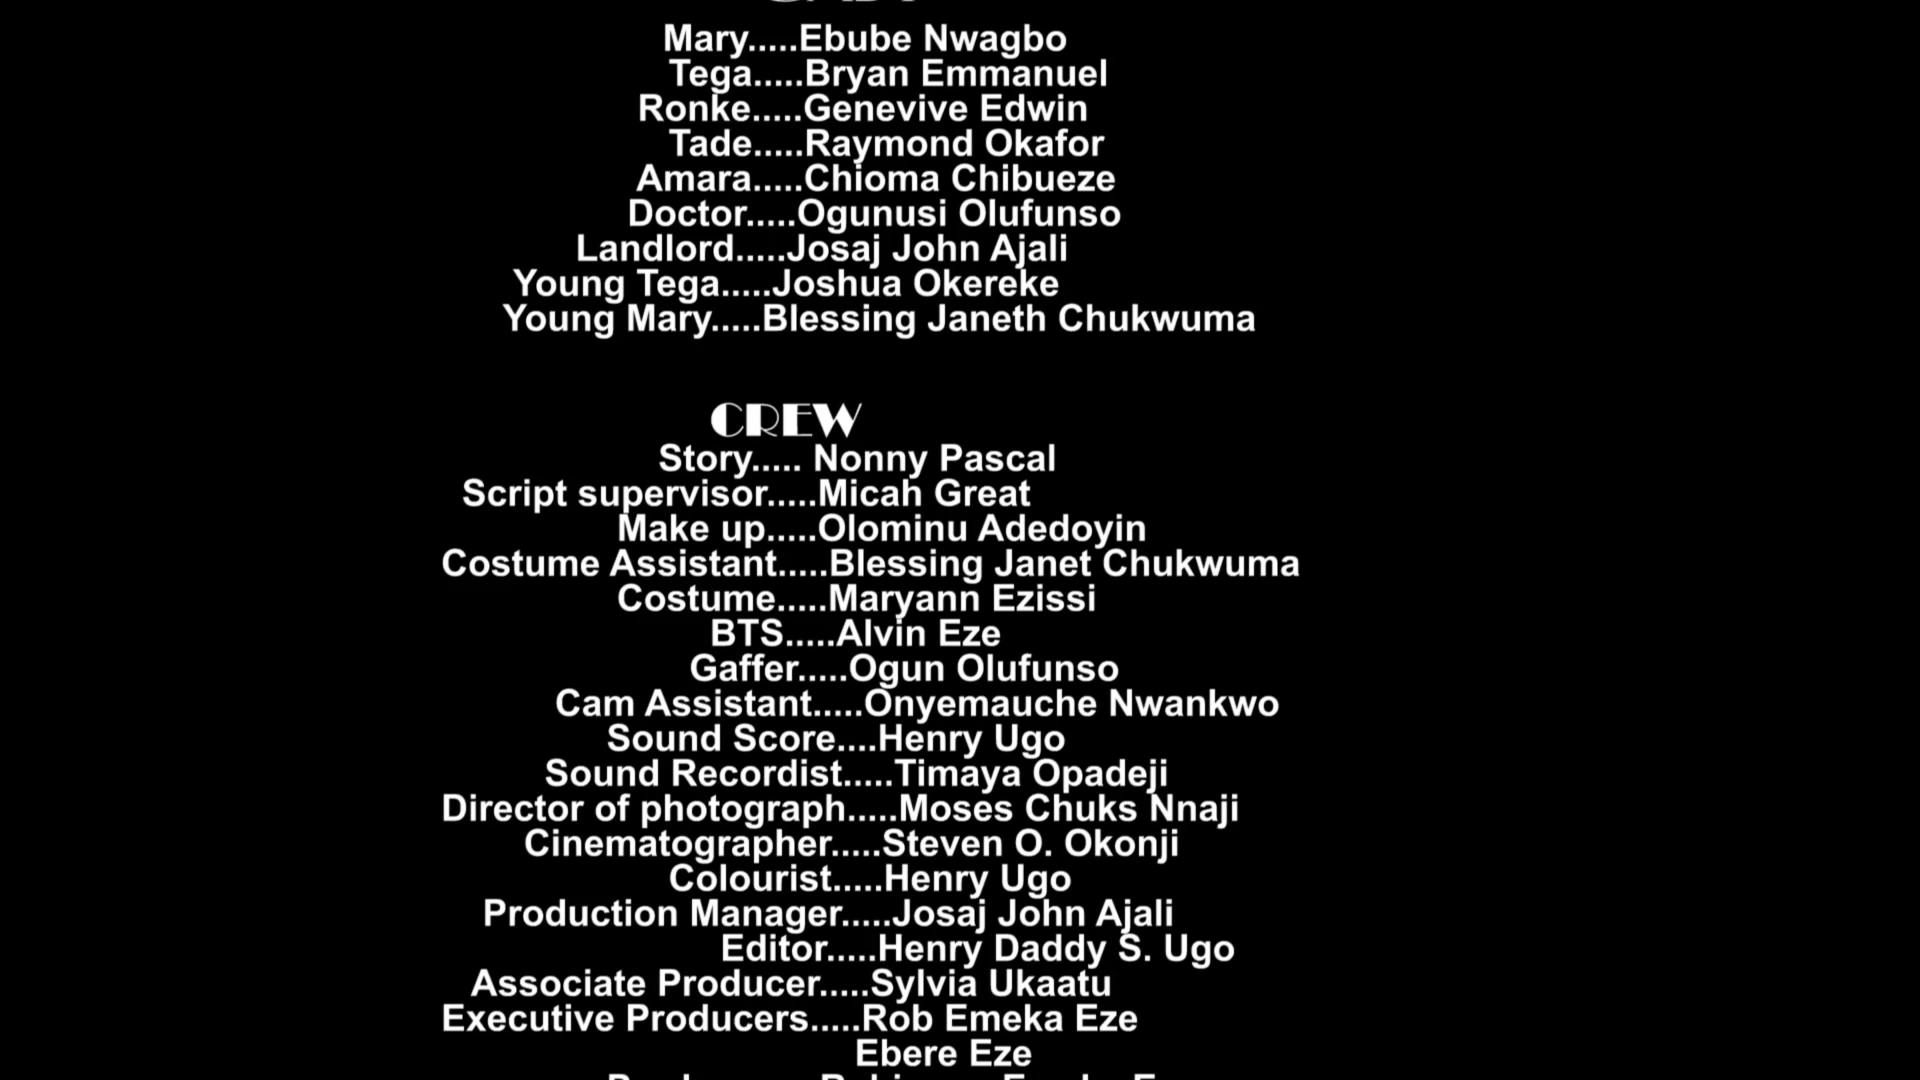 Mary.....Ebube Nwagbo
Tega.....Bryan Emmanuel
Ronke.....Genevive Edwin
Tade.....Raymond Okafor
Amara.....Chioma Chibueze
Doctor.....Ogunusi Olufunso
Landlord.....Josaj John Ajali
Young Tega.....Joshua Okereke
Young Mary.....Blessing Janeth Chukwuma
CREW
Story..... Nonny Pascal
Script supervisor.....Micah Great
Make up.....Olominu Adedoyin
Costume Assistant.....Blessing Janet Chukwuma
Costume.....Maryann Ezissi
BTS.....Alvin Eze
Gaffer.....Ogun Olufunso
Cam Assistant.....Onyemauche Nwankwo
Sound Score....Henry Ugo
Sound Recordist.....Timaya Opadeji
Director of photograph.....Moses Chuks Nnaji
Cinematographer.....Steven O. Okonji
Colourist.....Henry Ugo
Production Manager.....Josaj John Ajali
Editor.....Henry Daddy S. Ugo
Associate Producer.....Sylvia Ukaatu
Executive Producers.....Rob Emeka Eze
Ebere Eze